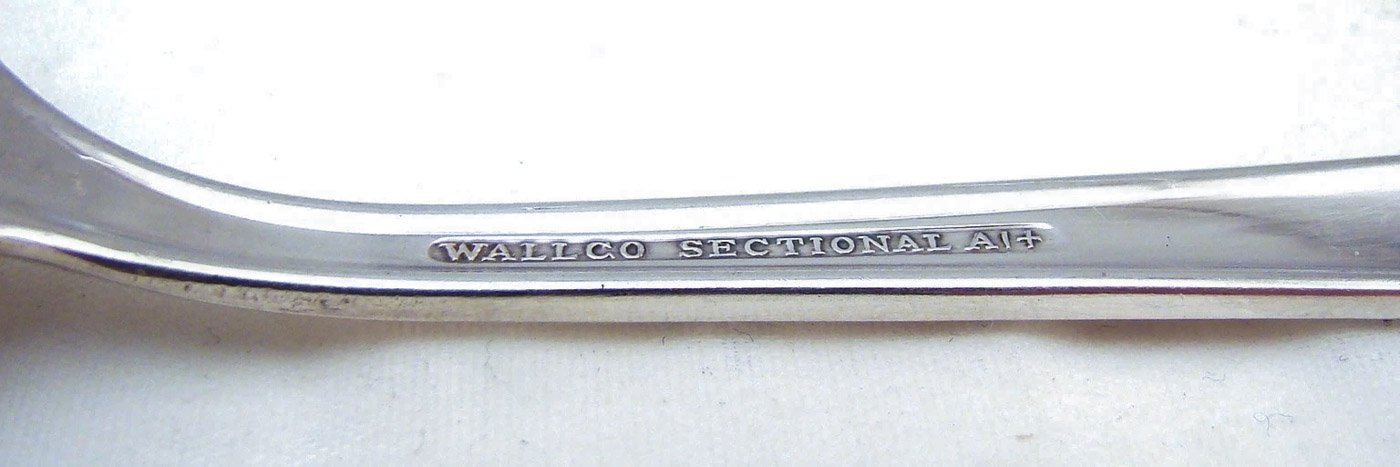 WALLCO SECTIONAL A1+